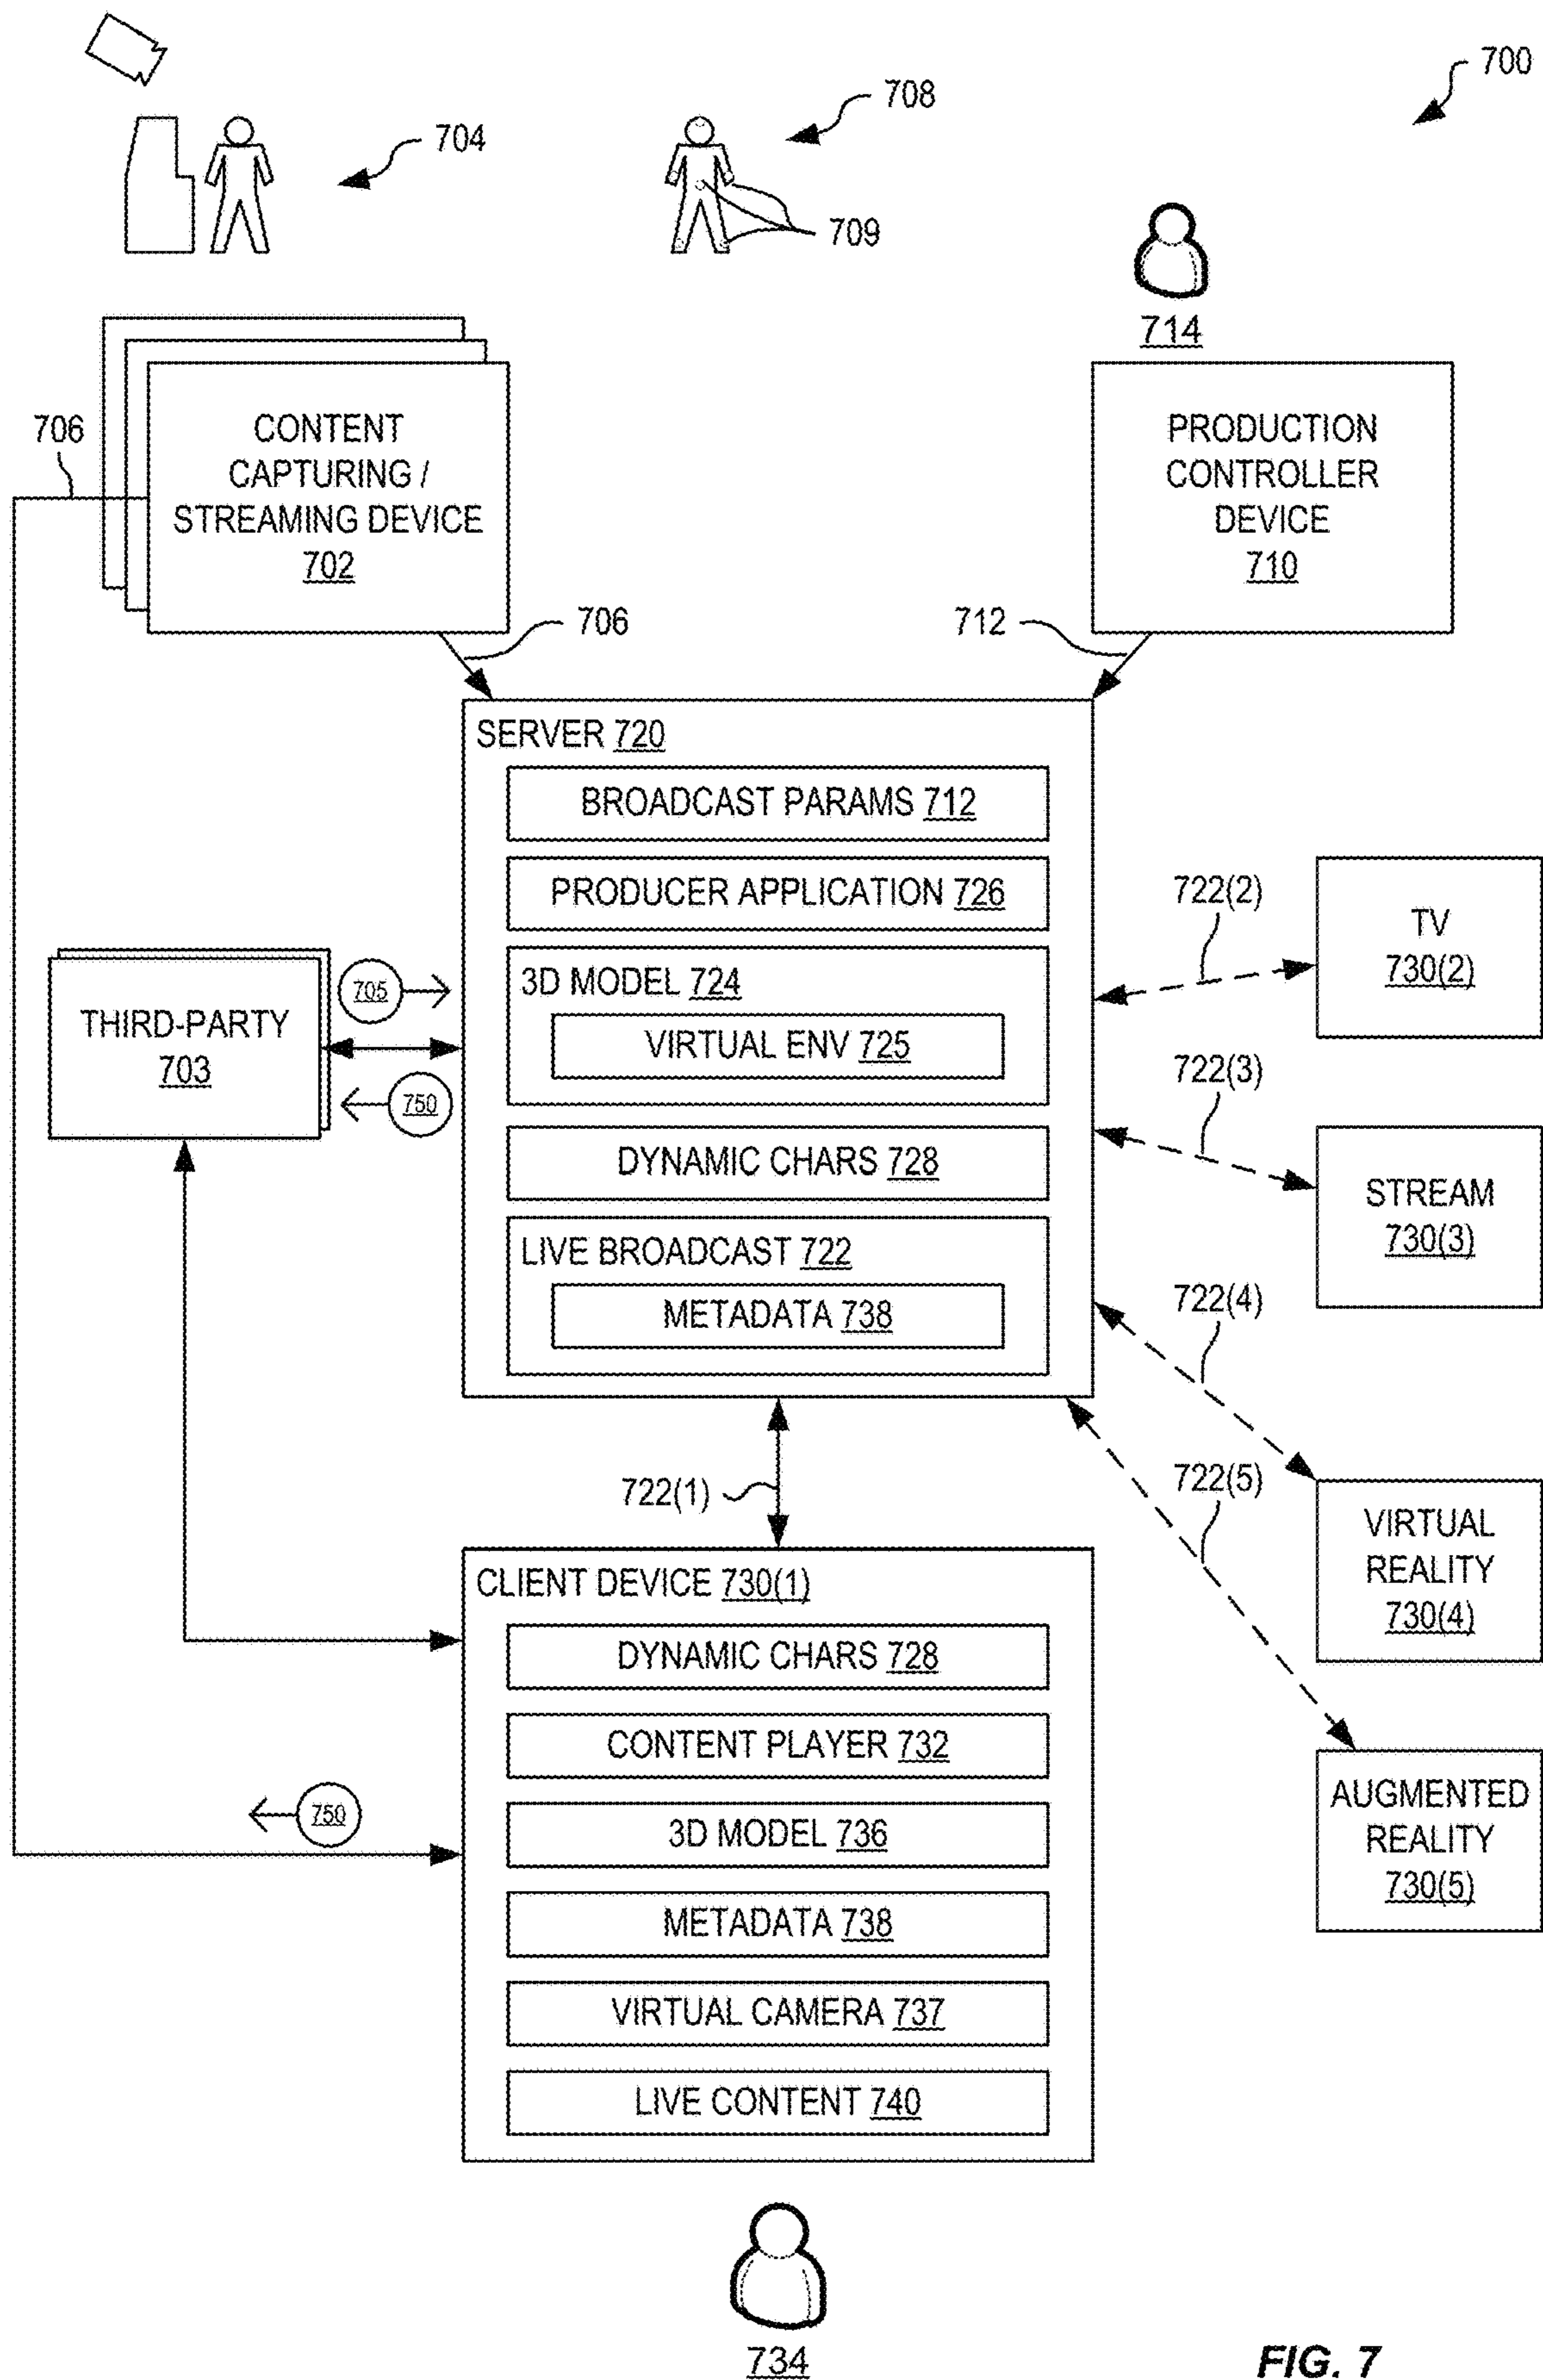 700
704
708
709
714
706
CONTENT
CAPTURING /
STREAMING DEVICE
702
PRODUCTION
CONTROLLER
DEVICE
710
706
712
SERVER 720
BROADCAST PARAMS 712
PRODUCER APPLICATION 726
3D MODEL 724
VIRTUAL ENV 725
DYNAMIC CHARS 728
LIVE BROADCAST 722
METADATA 738
THIRD-PARTY
703
705
750
722(2)
TV
730(2)
722(3)
STREAM
730(3)
722(4)
VIRTUAL
REALITY
730(4)
722(5)
AUGMENTED
REALITY
730(5)
722(1)
CLIENT DEVICE 730(1)
DYNAMIC CHARS 728
CONTENT PLAYER 732
3D MODEL 736
METADATA 738
VIRTUAL CAMERA 737
LIVE CONTENT 740
750
734
FIG. 7